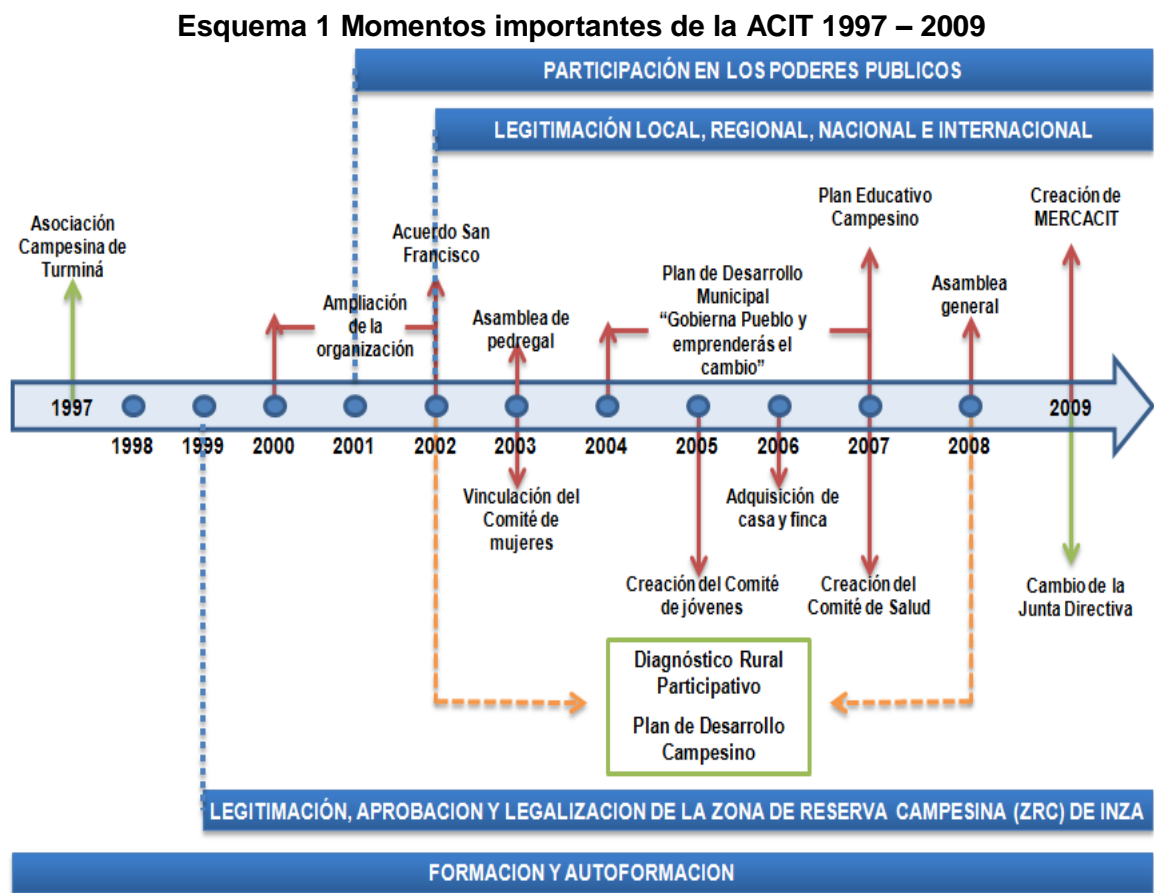 Esquema 1 Momentos importantes de la ACIT 1997 – 2009
PARTICIPACIÓN EN LOS PODERES PUBLICOS
LEGITIMACIÓN LOCAL, REGIONAL, NACIONAL E INTERNACIONAL
Asociación
Campesina de
Turminá
Ampliación
de la
organización
Acuerdo San
Francisco
Asamblea de
pedregal
Plan de Desarrollo
Municipal
“Gobierna Pueblo y
emprenderás el
cambio”
Plan Educativo
Campesino
Asamblea
general
Creación de
MERCACIT
1997
1998
1999
2000
2001
2002
2003
2004
2005
2006
2007
2008
2009
Vinculación del
Comité de
mujeres
Creación del Comité
de jóvenes
Adquisición de
casa y finca
Creación del
Comité de Salud
Cambio de la
Junta Directiva
Diagnóstico Rural
Participativo
Plan de Desarrollo
Campesino
LEGITIMACIÓN, APROBACION Y LEGALIZACION DE LA ZONA DE RESERVA CAMPESINA (ZRC) DE INZA
FORMACION Y AUTOFORMACION